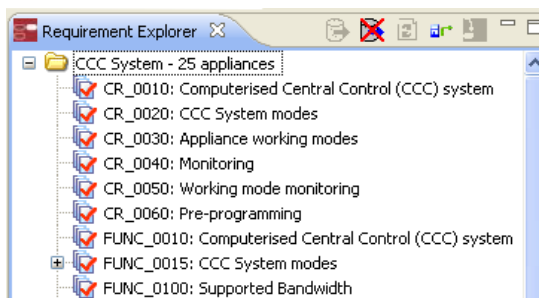 Requirement Explorer
CCC System - 25 appliances
CR_0010: Computerised Central Control (CCC) system
CR_0020: CCC System modes
CR_0030: Appliance working modes
CR_0040: Monitoring
CR_0050: Working mode monitoring
CR_0060: Pre-programming
FUNC_0010: Computerised Central Control (CCC) system
FUNC_0015: CCC System modes
FUNC_0100: Supported Bandwidth